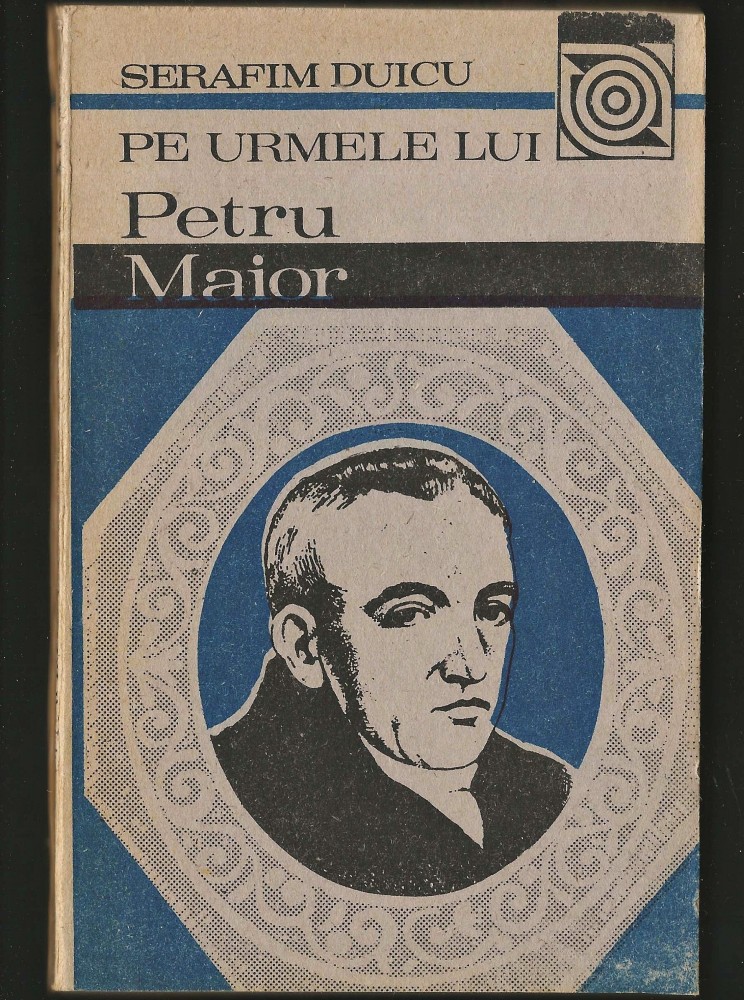 SERAFIM DUICU
PE URMELE LUI
Petru
Maior